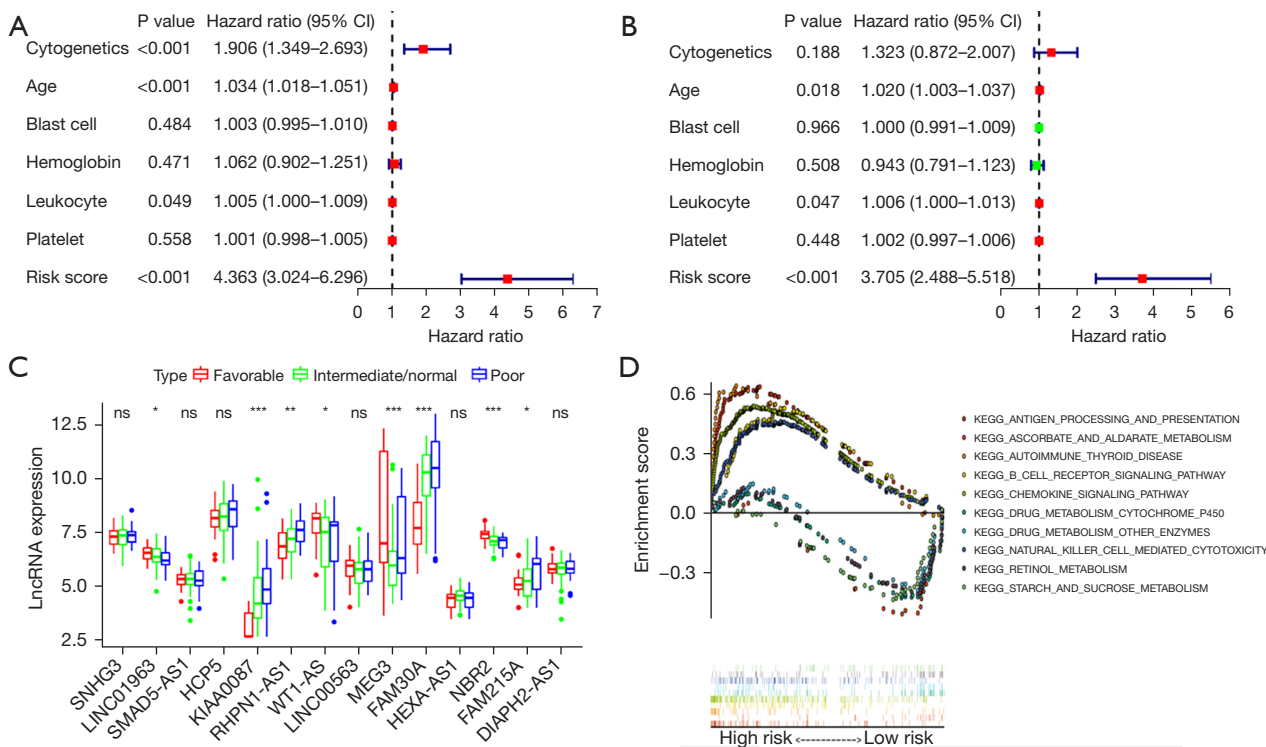 A
P value Hazard ratio (95% CI)
Cytogenetics <0.001 1.906 (1.349–2.693)
Age <0.001 1.034 (1.018–1.051)
Blast cell 0.484 1.003 (0.995–1.010)
Hemoglobin 0.471 1.062 (0.902–1.251)
Leukocyte 0.049 1.005 (1.000–1.009)
Platelet 0.558 1.001 (0.998–1.005)
Risk score <0.001 4.363 (3.024–6.296)
0 1 2 3 4 5 6 7
Hazard ratio
B
P value Hazard ratio (95% CI)
Cytogenetics 0.188 1.323 (0.872–2.007)
Age 0.018 1.020 (1.003–1.037)
Blast cell 0.966 1.000 (0.991–1.009)
Hemoglobin 0.508 0.943 (0.791–1.123)
Leukocyte 0.047 1.006 (1.000–1.013)
Platelet 0.448 1.002 (0.997–1.006)
Risk score <0.001 3.705 (2.488–5.518)
0 1 2 3 4 5 6
Hazard ratio
C
Type Favorable Intermediate/normal Poor
ns * ns ns *** ** * ns *** *** ns *** * ns
LncRNA expression
12.5
10.0
7.5
5.0
2.5
SNHG3
LINC01963
SMAD5-AS1
HCP5
KIAA0087
RHPN1-AS1
WT1-AS
LINC00563
MEG3
FAM30A
HEXA-AS1
NBR2
FAM215A
DIAPH2-AS1
D
Enrichment score
0.6
0.3
0.0
−0.3
KEGG_ANTIGEN_PROCESSING_AND_PRESENTATION
KEGG_ASCORBATE_AND_ALDARATE_METABOLISM
KEGG_AUTOIMMUNE_THYROID_DISEASE
KEGG_B_CELL_RECEPTOR_SIGNALING_PATHWAY
KEGG_CHEMOKINE_SIGNALING_PATHWAY
KEGG_DRUG_METABOLISM_CYTOCHROME_P450
KEGG_DRUG_METABOLISM_OTHER_ENZYMES
KEGG_NATURAL_KILLER_CELL_MEDIATED_CYTOTOXICITY
KEGG_RETINOL_METABOLISM
KEGG_STARCH_AND_SUCROSE_METABOLISM
High risk <----------> Low risk